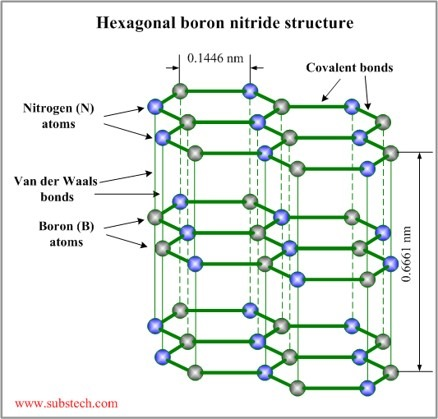 Hexagonal boron nitride structure
0.1446 nm
Covalent bonds
Nitrogen (N)
atoms
Van der Waals
bonds
Boron (B)
atoms
0.6661 nm
www.substech.com